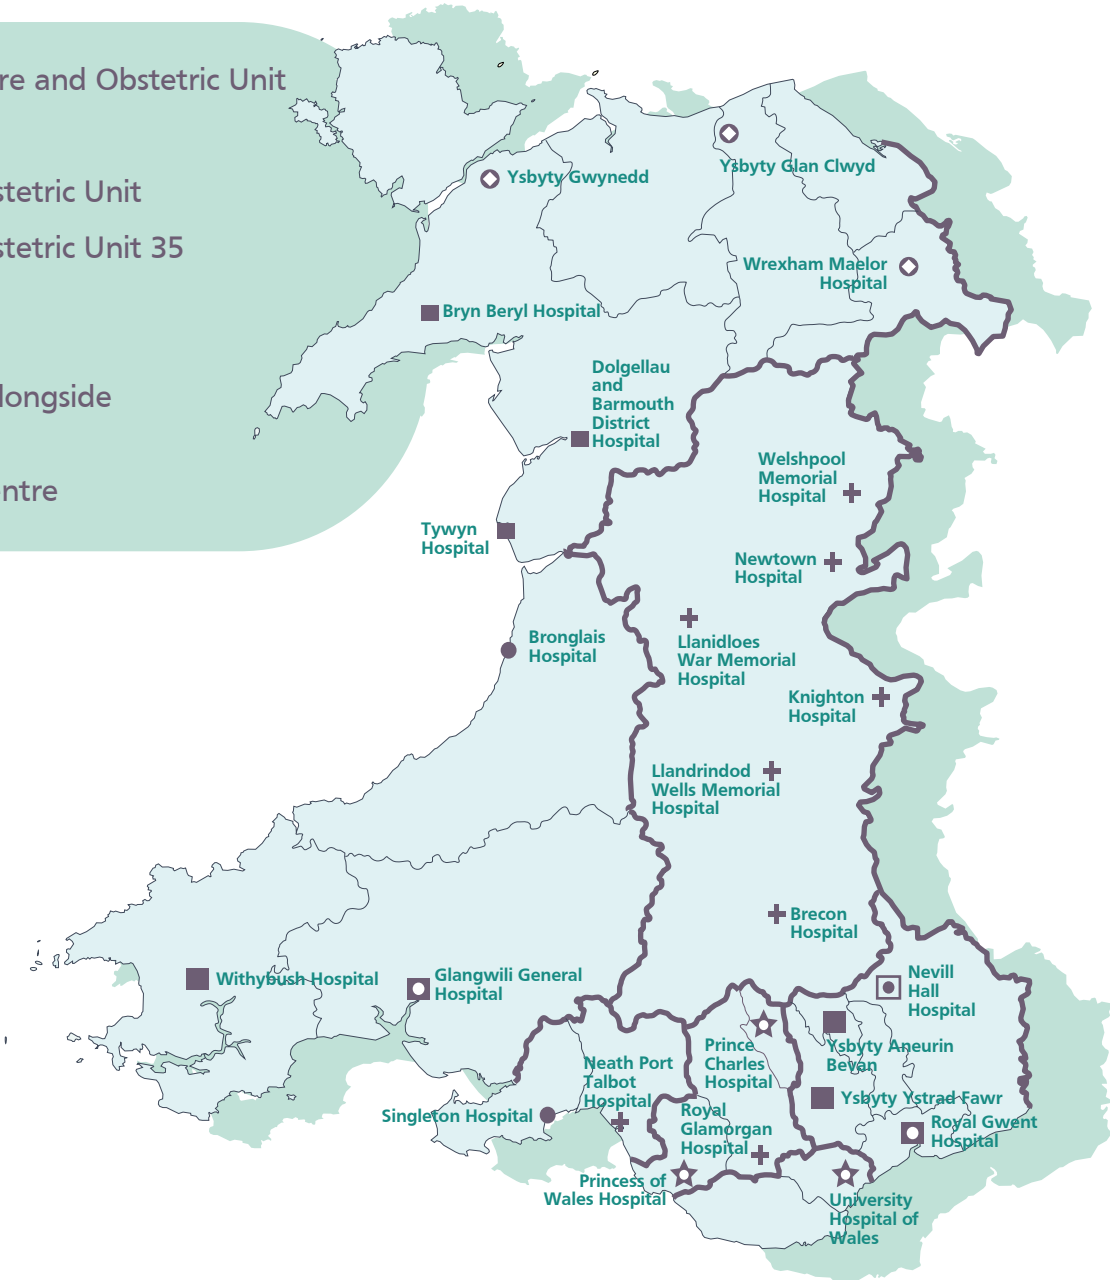 re and Obstetric Unit
stetric Unit
stetric Unit 35
longside
entre
Ysbyty Gwynedd
Ysbyty Glan Clwyd
Wrexham Maelor
Hospital
Bryn Beryl Hospital
Dolgellau
and
Barmouth
District
Hospital
Welshpool
Memorial
Hospital
Tywyn
Hospital
Newtown
Hospital
Bronglais
Hospital
Llanidloes
War Memorial
Hospital
Knighton
Hospital
Llandrindod
Wells Memorial
Hospital
Brecon
Hospital
Withybush Hospital
Glangwili General
Hospital
Nevill
Hall
Hospital
Prince
Charles
Hospital
Ysbyty Aneurin
Bevan
Neath Port
Talbot
Hospital
Ysbyty Ystrad Fawr
Singleton Hospital
Royal
Glamorgan
Hospital
Royal Gwent
Hospital
Princess of
Wales Hospital
University
Hospital of
Wales